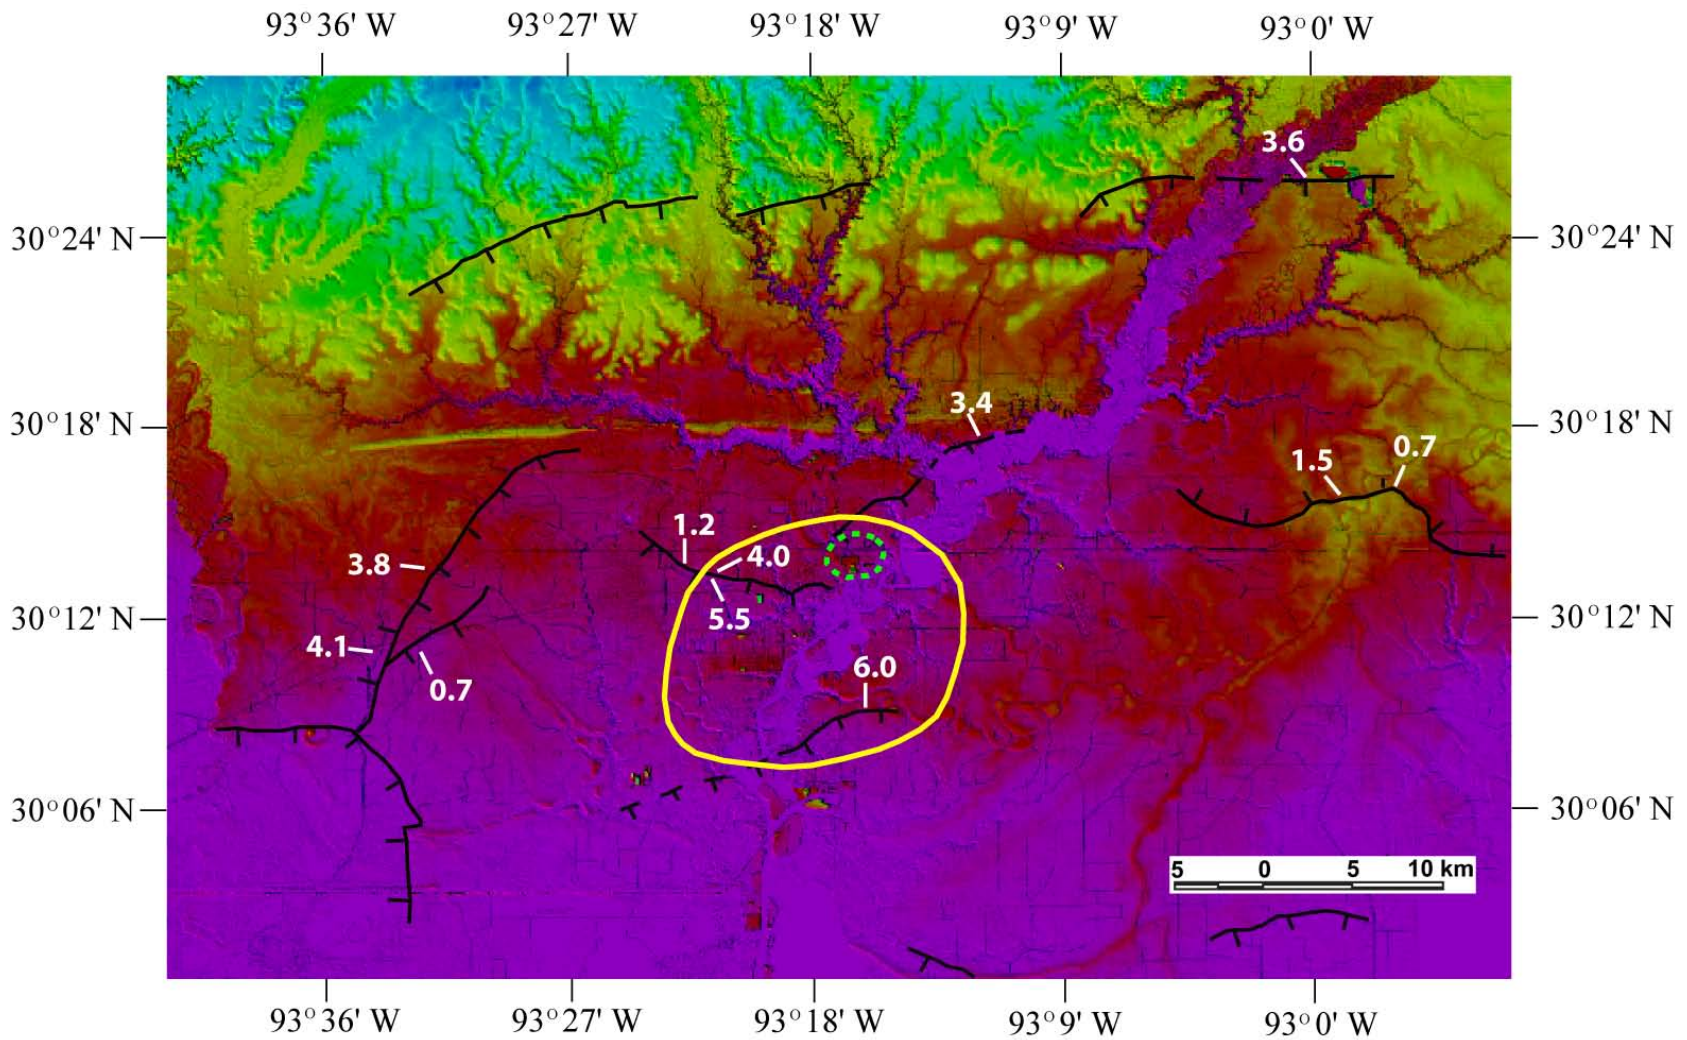 93°36' W 93°27' W 93°18' W 93°9' W 93°0' W
3.6
30°24' N 30°24' N
3.4
30°18' N 30°18' N
1.5 0.7
1.2
3.8 4.0
5.5
30°12' N 30°12' N
4.1
0.7 6.0
30°06' N 30°06' N
5 0 5 10 km
93°36' W 93°27' W 93°18' W 93°9' W 93°0' W